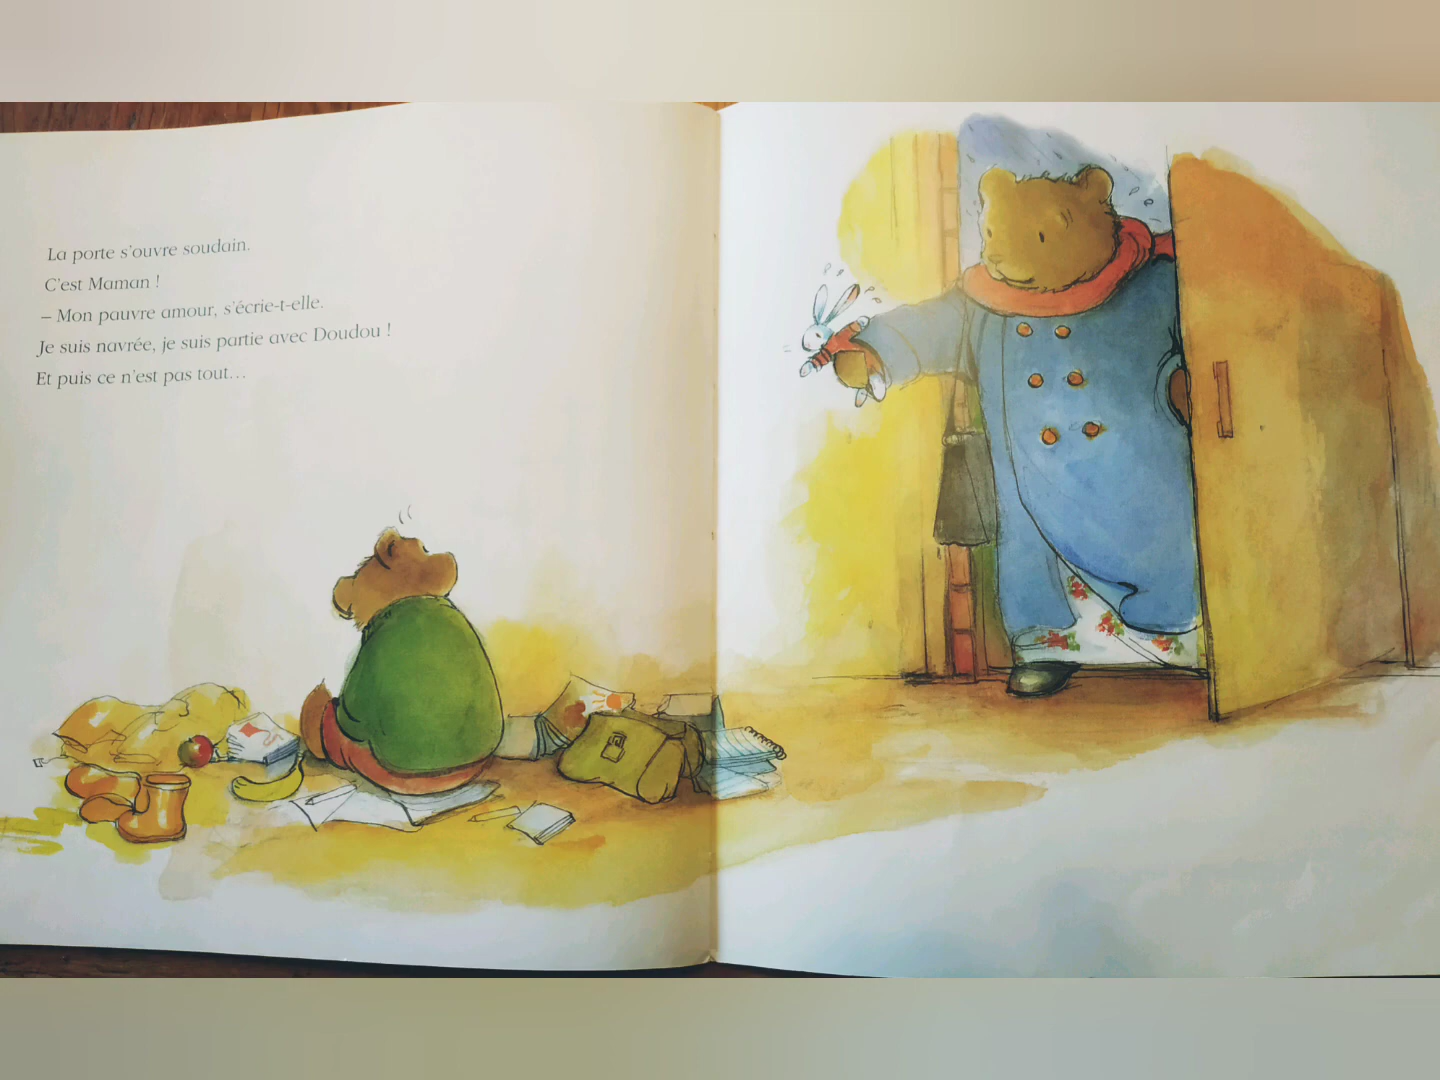 La porte s'ouvre soudain.
C'est Maman !
– Mon pauvre amour, s'écrie-t-elle.
Je suis navrée, je suis partie avec Doudou !
Et puis ce n'est pas tout…